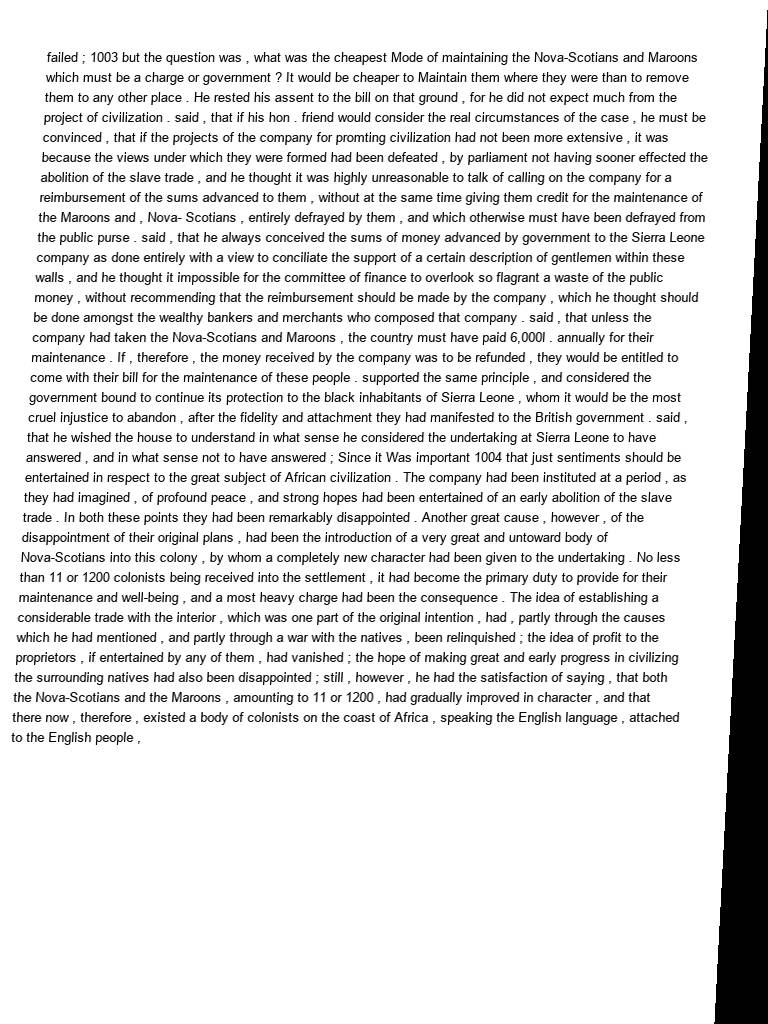 failed ; 1003 but the question was , what was the cheapest Mode of maintaining the Nova-Scotians and Maroons
which must be a charge or government ? It would be cheaper to Maintain them where they were than to remove
them to any other place . He rested his assent to the bill on that ground , for he did not expect much from the
project of civilization . said , that if his hon . friend would consider the real circumstances of the case , he must be
convinced , that if the projects of the company for promting civilization had not been more extensive , it was
because the views under which they were formed had been defeated , by parliament not having sooner effected the
abolition of the slave trade , and he thought it was highly unreasonable to talk of calling on the company for a
reimbursement of the sums advanced to them , without at the same time giving them credit for the maintenance of
the Maroons and , Nova- Scotians , entirely defrayed by them , and which otherwise must have been defrayed from
the public purse . said , that he always conceived the sums of money advanced by government to the Sierra Leone
company as done entirely with a view to conciliate the support of a certain description of gentlemen within these
walls , and he thought it impossible for the committee of finance to overlook so flagrant a waste of the public
money , without recommending that the reimbursement should be made by the company , which he thought should
be done amongst the wealthy bankers and merchants who composed that company . said , that unless the
company had taken the Nova-Scotians and Maroons , the country must have paid 6,000l . annually for their
maintenance . If , therefore , the money received by the company was to be refunded , they would be entitled to
come with their bill for the maintenance of these people . supported the same principle , and considered the
government bound to continue its protection to the black inhabitants of Sierra Leone , whom it would be the most
cruel injustice to abandon , after the fidelity and attachment they had manifested to the British government . said ,
that he wished the house to understand in what sense he considered the undertaking at Sierra Leone to have
answered , and in what sense not to have answered ; Since it Was important 1004 that just sentiments should be
entertained in respect to the great subject of African civilization . The company had been instituted at a period , as
they had imagined , of profound peace , and strong hopes had been entertained of an early abolition of the slave
trade . In both these points they had been remarkably disappointed . Another great cause , however , of the
disappointment of their original plans , had been the introduction of a very great and untoward body of
Nova-Scotians into this colony , by whom a completely new character had been given to the undertaking . No less
than 11 or 1200 colonists being received into the settlement , it had become the primary duty to provide for their
maintenance and well-being , and a most heavy charge had been the consequence . The idea of establishing a
considerable trade with the interior , which was one part of the original intention , had , partly through the causes
which he had mentioned , and partly through a war with the natives , been relinquished ; the idea of profit to the
proprietors , if entertained by any of them , had vanished ; the hope of making great and early progress in civilizing
the surrounding natives had also been disappointed ; still , however , he had the satisfaction of saying , that both
the Nova-Scotians and the Maroons , amounting to 11 or 1200 , had gradually improved in character , and that
there now , therefore , existed a body of colonists on the coast of Africa , speaking the English language , attached
to the English people ,